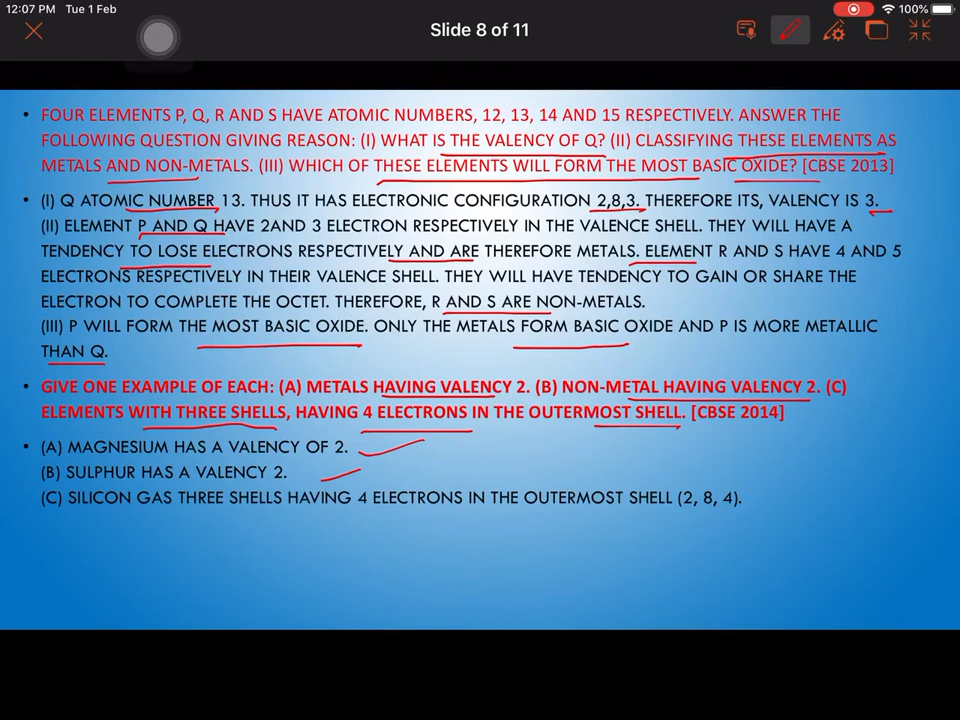 12:07 PM Tue 1 Feb
100%
Slide 8 of 11
• FOUR ELEMENTS P, Q, R AND S HAVE ATOMIC NUMBERS, 12, 13, 14 AND 15 RESPECTIVELY. ANSWER THE
FOLLOWING QUESTION GIVING REASON: (I) WHAT IS THE VALENCY OF Q? (II) CLASSIFYING THESE ELEMENTS AS
METALS AND NON-METALS. (III) WHICH OF THESE ELEMENTS WILL FORM THE MOST BASIC OXIDE? [CBSE 2013]
• (I) Q ATOMIC NUMBER 13. THUS IT HAS ELECTRONIC CONFIGURATION 2,8,3. THEREFORE ITS, VALENCY IS 3.
(II) ELEMENT P AND Q HAVE 2AND 3 ELECTRON RESPECTIVELY IN THE VALENCE SHELL. THEY WILL HAVE A
TENDENCY TO LOSE ELECTRONS RESPECTIVELY AND ARE THEREFORE METALS. ELEMENT R AND S HAVE 4 AND 5
ELECTRONS RESPECTIVELY IN THEIR VALENCE SHELL. THEY WILL HAVE TENDENCY TO GAIN OR SHARE THE
ELECTRON TO COMPLETE THE OCTET. THEREFORE, R AND S ARE NON-METALS.
(III) P WILL FORM THE MOST BASIC OXIDE. ONLY THE METALS FORM BASIC OXIDE AND P IS MORE METALLIC
THAN Q.
• GIVE ONE EXAMPLE OF EACH: (A) METALS HAVING VALENCY 2. (B) NON-METAL HAVING VALENCY 2. (C)
ELEMENTS WITH THREE SHELLS, HAVING 4 ELECTRONS IN THE OUTERMOST SHELL. [CBSE 2014]
• (A) MAGNESIUM HAS A VALENCY OF 2.
(B) SULPHUR HAS A VALENCY 2.
(C) SILICON GAS THREE SHELLS HAVING 4 ELECTRONS IN THE OUTERMOST SHELL (2, 8, 4).